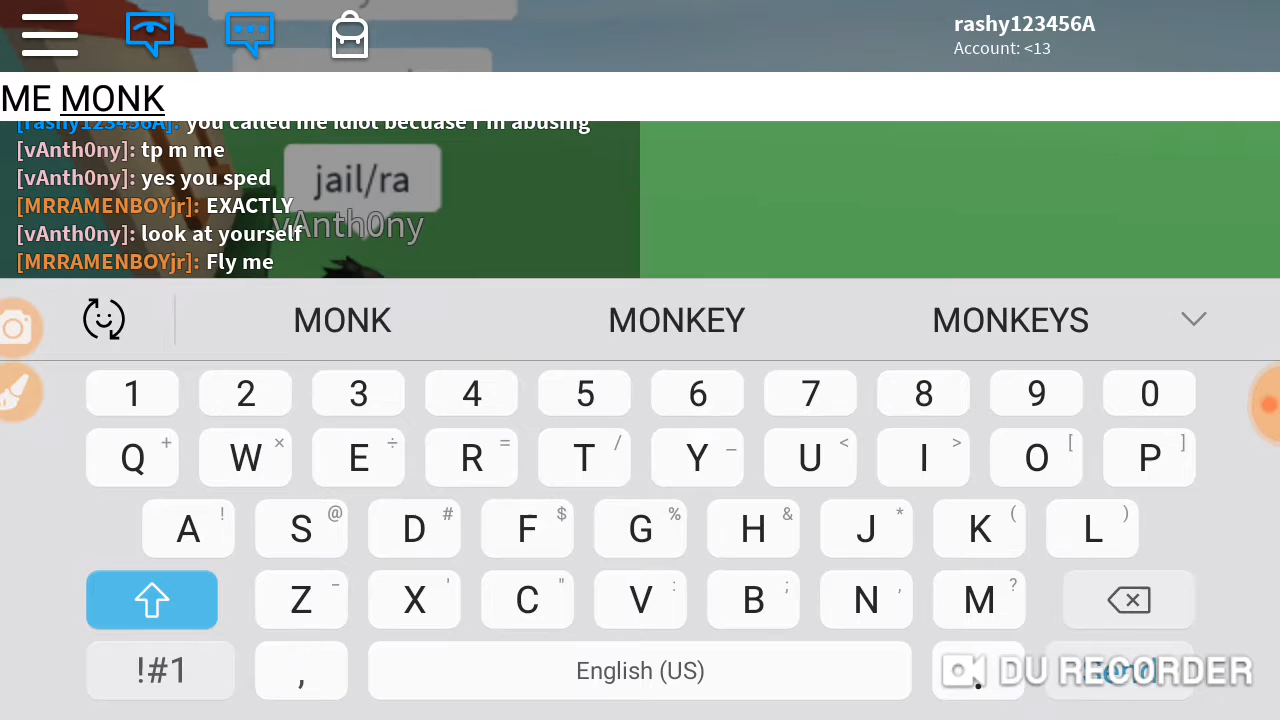 rashy123456A
Account: <13
ME MONK
[rashy123456A]: you called me idiot becuase i'm abusing
[vAnth0ny]: tp m me
[vAnth0ny]: yes you sped
[MRRAMENBOYjr]: EXACTLY
[vAnth0ny]: look at yourself
[MRRAMENBOYjr]: Fly me
jail/ra
vAnth0ny
MONK MONKEY MONKEYS
1 2 3 4 5 6 7 8 9 0
Q + W × E ÷ R = T / Y _ U < I > O [ P ]
A ! S @ D # F $ G % H & J * K ( L )
Z - X ' C " V : B ; N , M ?
!#1 , English (US) . Send
DU RECORDER